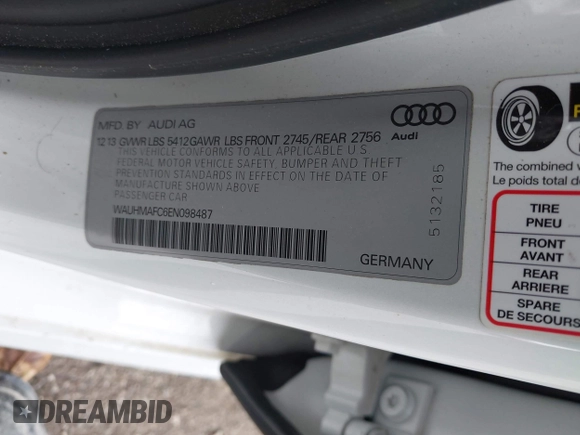 MFD. BY AUDI AG
12/13 GVWR LBS 5412 GAWR LBS FRONT 2745/REAR 2756
THIS VEHICLE CONFORMS TO ALL APPLICABLE U S
FEDERAL MOTOR VEHICLE SAFETY, BUMPER AND THEFT
PREVENTION STANDARDS IN EFFECT ON THE DATE OF
MANUFACTURE SHOWN ABOVE
PASSENGER CAR
WAUHMAFC6EN098487
GERMANY
Audi
5132185
The combined w
Le poids total d
TIRE
PNEU
FRONT
AVANT
REAR
ARRIERE
SPARE
DE SECOURS
DREAMBID